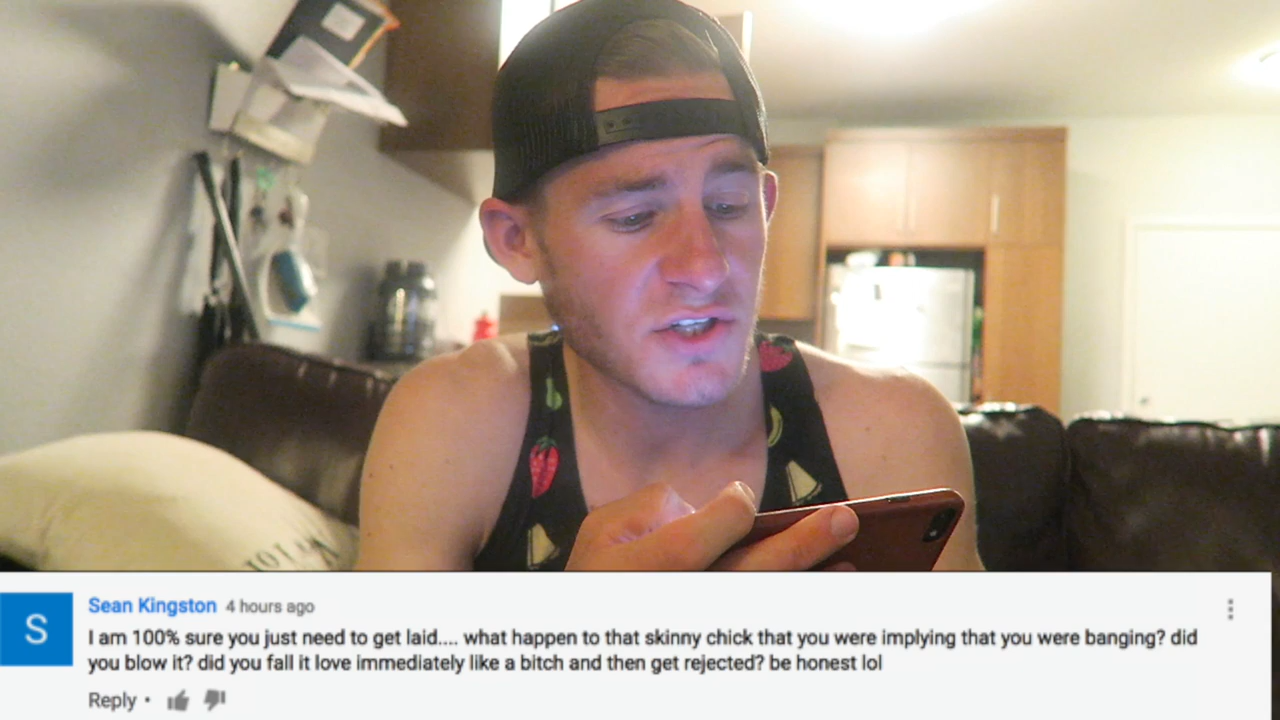 Sean Kingston 4 hours ago
S
I am 100% sure you just need to get laid.... what happen to that skinny chick that you were implying that you were banging? did
you blow it? did you fall it love immediately like a bitch and then get rejected? be honest lol
Reply •